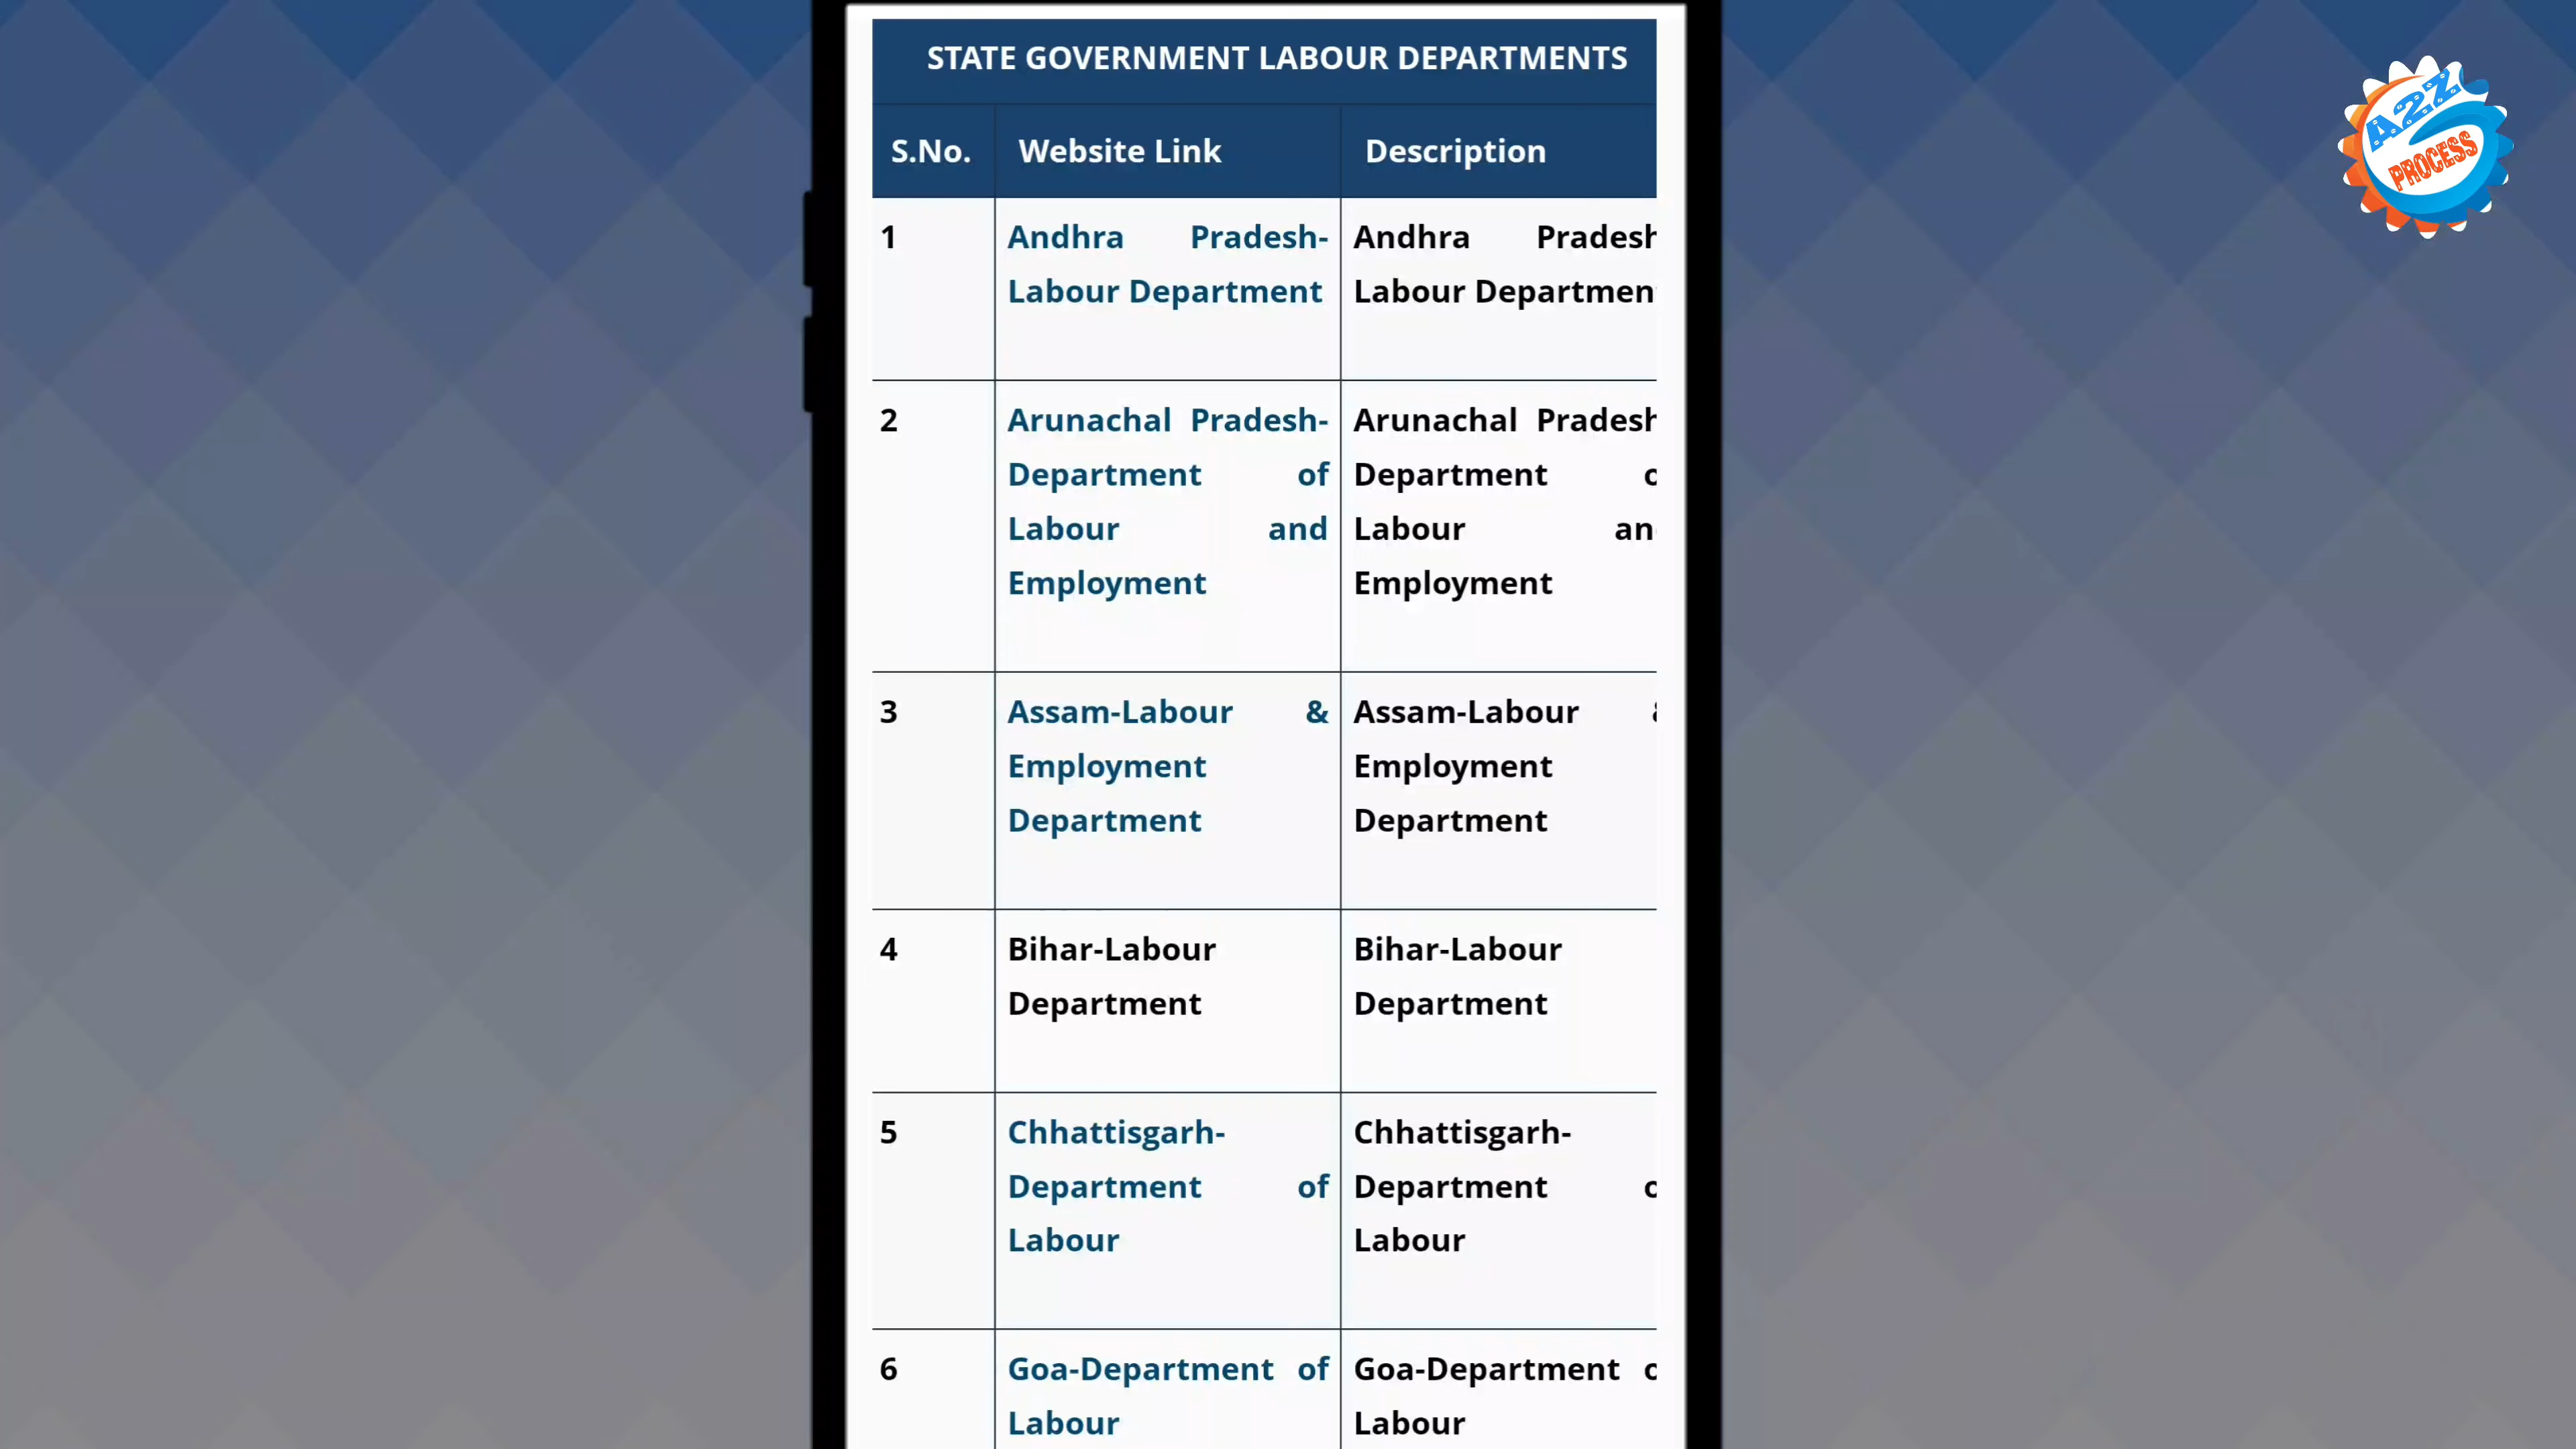 STATE GOVERNMENT LABOUR DEPARTMENTS
S.No. Website Link Description
1 Andhra Pradesh- Andhra Pradesh
Labour Department Labour Departmen
2 Arunachal Pradesh- Arunachal Pradesh
Department of Department
Labour and Labour an
Employment Employment
3 Assam-Labour & Assam-Labour
Employment Employment
Department Department
4 Bihar-Labour Bihar-Labour
Department Department
5 Chhattisgarh- Chhattisgarh-
Department of Department
Labour Labour
6 Goa-Department of Goa-Department
Labour Labour
A2Z
PROCESS